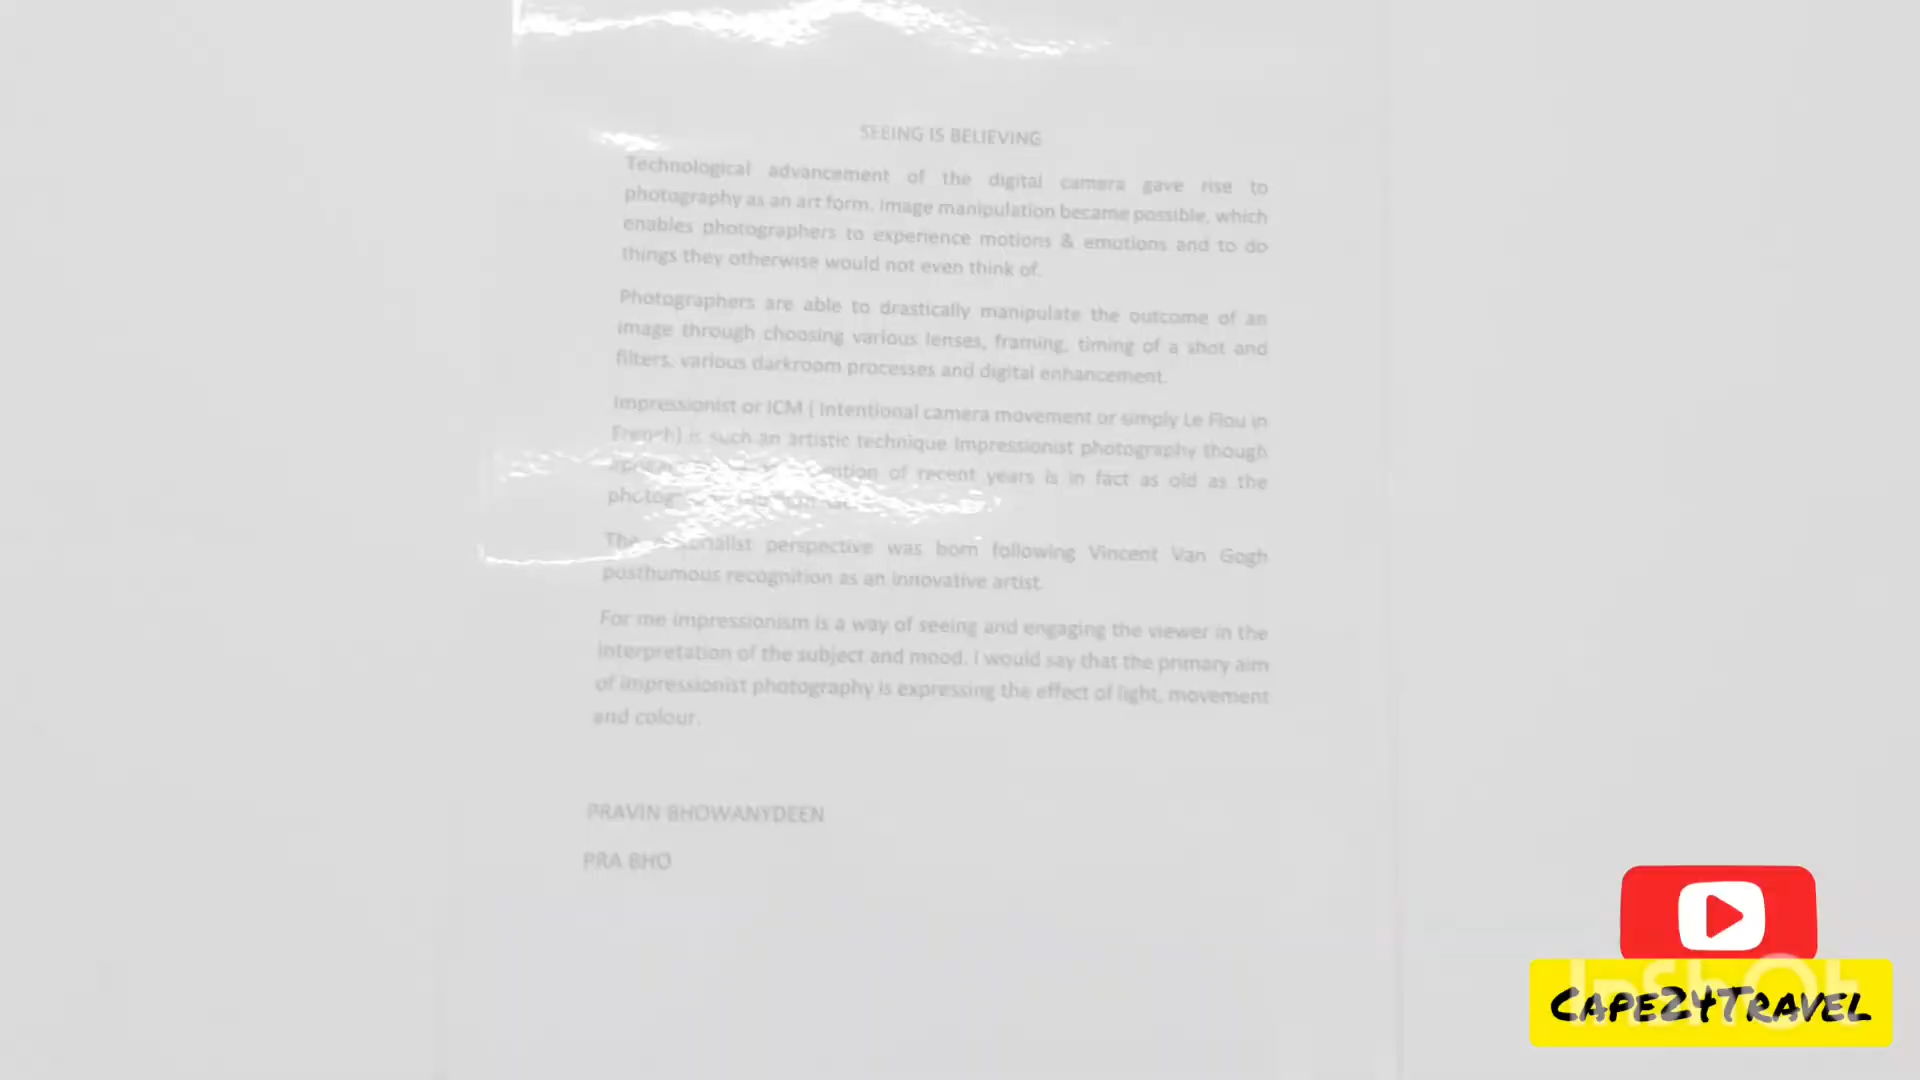 SEEING IS BELIEVING
Technological advancement of the digital camera gave rise to
photography as an art form. Image manipulation became possible, which
enables photographers to experience motions & emotions and to do
things they otherwise would not even think of.
Photographers are able to drastically manipulate the outcome of an
image through choosing various lenses, framing, timing of a shot and
filters, various darkroom processes and digital enhancement.
Impressionist or ICM ( Intentional camera movement or simply Le Flou in
French) is such an artistic technique Impressionist photography though
of recent years is in fact as old as the
The perspective was born following Vincent Van Gogh
posthumous recognition as an innovative artist.
For me impressionism is a way of seeing and engaging the viewer in the
interpretation of the subject and mood. I would say that the primary aim
of impressionist photography is expressing the effect of light, movement
and colour.
PRAVIN BHOWANYDEEN
PRA BHO
InShOt
Cape24Travel